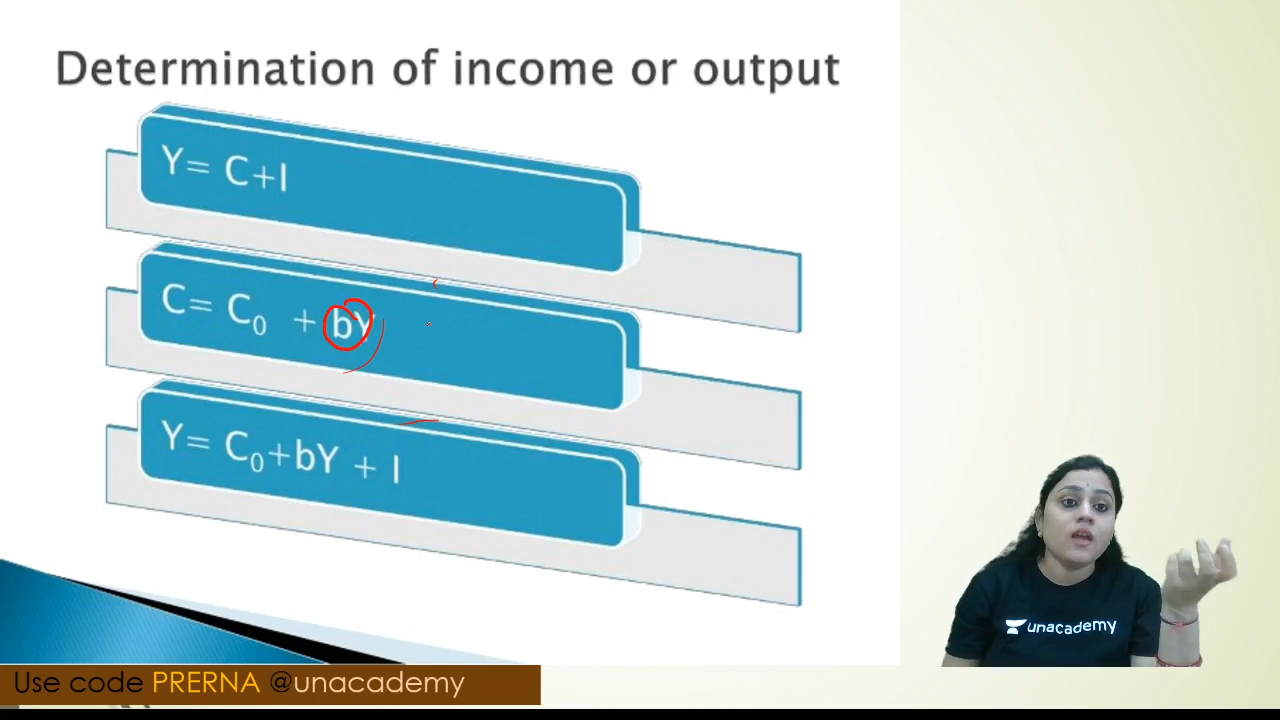 Determination of income or output
Y= C+I
C= C₀ + bY
Y= C₀+bY + I
unacademy
Use code PRERNA @unacademy